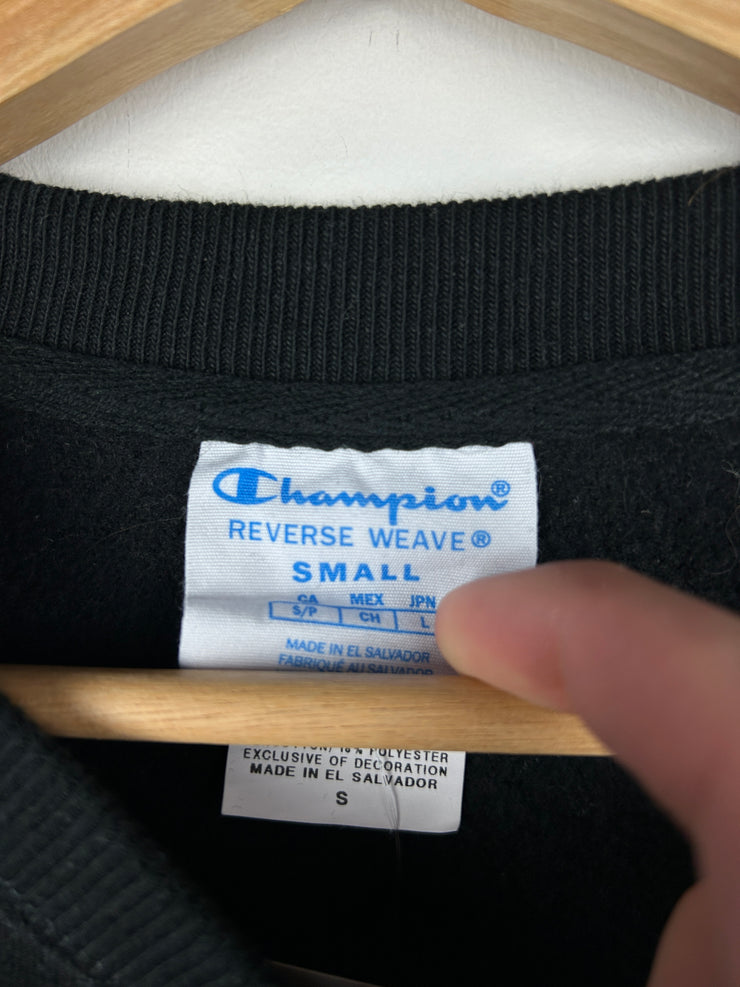 Champion®
REVERSE WEAVE®
SMALL
CA MEX JPN
S/P CH L
MADE IN EL SALVADOR
FABRIQUÉ AU SALVADOR
POLYESTER
EXCLUSIVE OF DECORATION
MADE IN EL SALVADOR
S